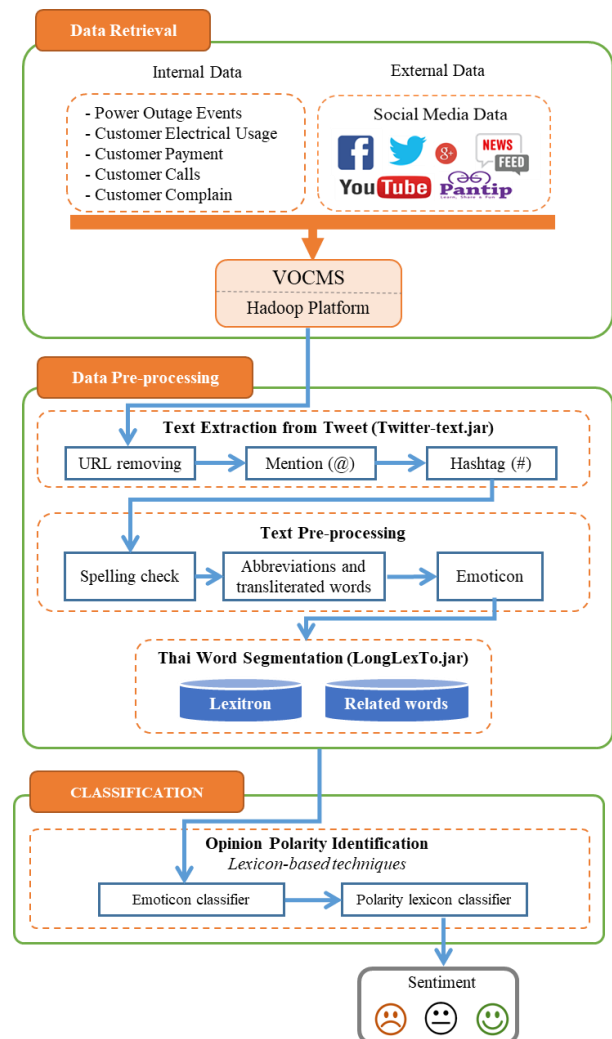 Data Retrieval
Internal Data
External Data
- Power Outage Events
- Customer Electrical Usage
- Customer Payment
- Customer Calls
- Customer Complain
Social Media Data
f
g+
NEWS
FEED
YouTube
Pantip
Learn, Share & Fun
VOCMS
Hadoop Platform
Data Pre-processing
Text Extraction from Tweet (Twitter-text.jar)
URL removing
Mention (@)
Hashtag (#)
Text Pre-processing
Spelling check
Abbreviations and
transliterated words
Emoticon
Thai Word Segmentation (LongLexTo.jar)
Lexitron
Related words
CLASSIFICATION
Opinion Polarity Identification
Lexicon-based techniques
Emoticon classifier
Polarity lexicon classifier
Sentiment